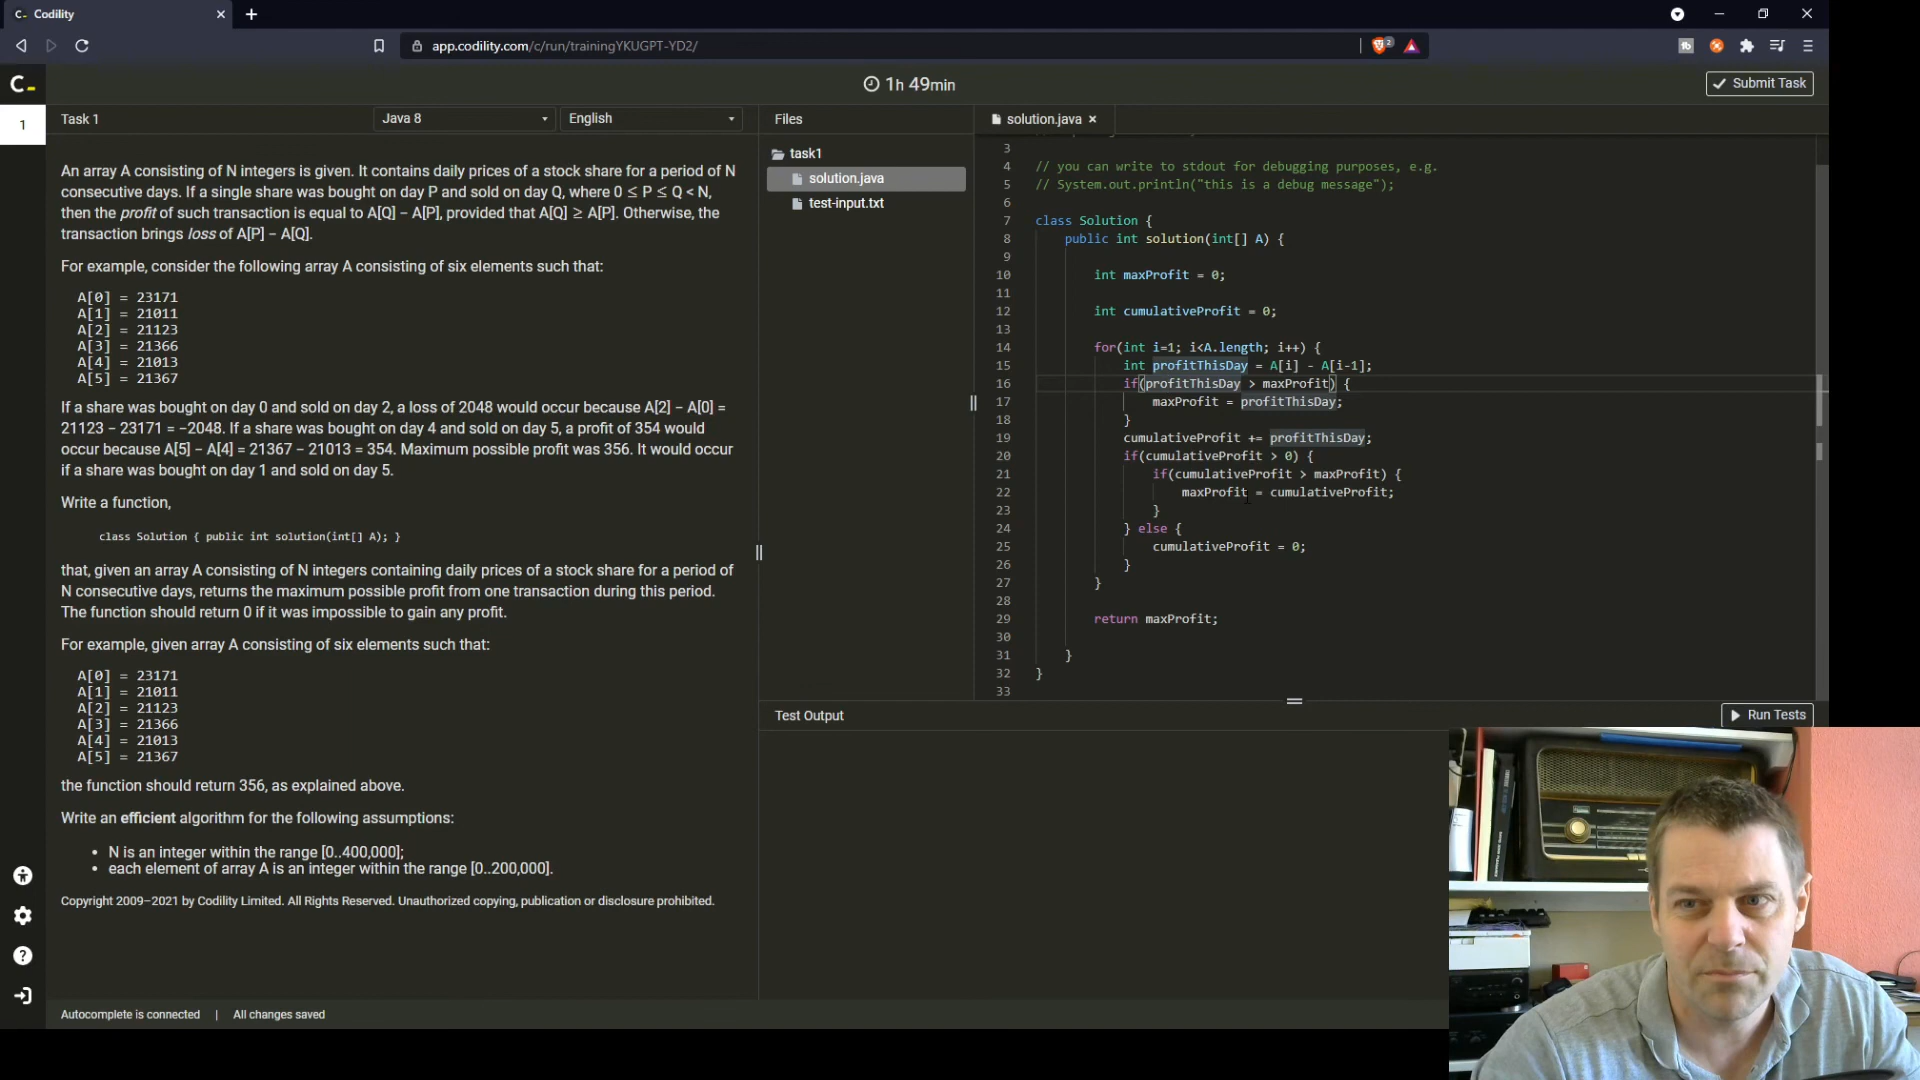 C_ Codility
app.codility.com/c/run/trainingYKUGPT-YD2/
2
C_
1h 49min
Submit Task
1
Task 1
Java 8
English
An array A consisting of N integers is given. It contains daily prices of a stock share for a period of N
consecutive days. If a single share was bought on day P and sold on day Q, where 0 ≤ P ≤ Q < N,
then the profit of such transaction is equal to A[Q] − A[P], provided that A[Q] ≥ A[P]. Otherwise, the
transaction brings loss of A[P] − A[Q].
For example, consider the following array A consisting of six elements such that:
A[0] = 23171
A[1] = 21011
A[2] = 21123
A[3] = 21366
A[4] = 21013
A[5] = 21367
If a share was bought on day 0 and sold on day 2, a loss of 2048 would occur because A[2] − A[0] =
21123 − 23171 = −2048. If a share was bought on day 4 and sold on day 5, a profit of 354 would
occur because A[5] − A[4] = 21367 − 21013 = 354. Maximum possible profit was 356. It would occur
if a share was bought on day 1 and sold on day 5.
Write a function,
class Solution { public int solution(int[] A); }
that, given an array A consisting of N integers containing daily prices of a stock share for a period of
N consecutive days, returns the maximum possible profit from one transaction during this period.
The function should return 0 if it was impossible to gain any profit.
For example, given array A consisting of six elements such that:
A[0] = 23171
A[1] = 21011
A[2] = 21123
A[3] = 21366
A[4] = 21013
A[5] = 21367
the function should return 356, as explained above.
Write an efficient algorithm for the following assumptions:
• N is an integer within the range [0..400,000];
• each element of array A is an integer within the range [0..200,000].
Copyright 2009–2021 by Codility Limited. All Rights Reserved. Unauthorized copying, publication or disclosure prohibited.
Autocomplete is connected | All changes saved
Files
task1
solution.java
test-input.txt
solution.java
3
4 // you can write to stdout for debugging purposes, e.g.
5 // System.out.println("this is a debug message");
6
7 class Solution {
8 public int solution(int[] A) {
9
10 int maxProfit = 0;
11
12 int cumulativeProfit = 0;
13
14 for(int i=1; i<A.length; i++) {
15 int profitThisDay = A[i] - A[i-1];
16 if(profitThisDay > maxProfit) {
17 maxProfit = profitThisDay;
18 }
19 cumulativeProfit += profitThisDay;
20 if(cumulativeProfit > 0) {
21 if(cumulativeProfit > maxProfit) {
22 maxProfit = cumulativeProfit;
23 }
24 } else {
25 cumulativeProfit = 0;
26 }
27 }
28
29 return maxProfit;
30
31 }
32 }
33
Test Output
Run Tests